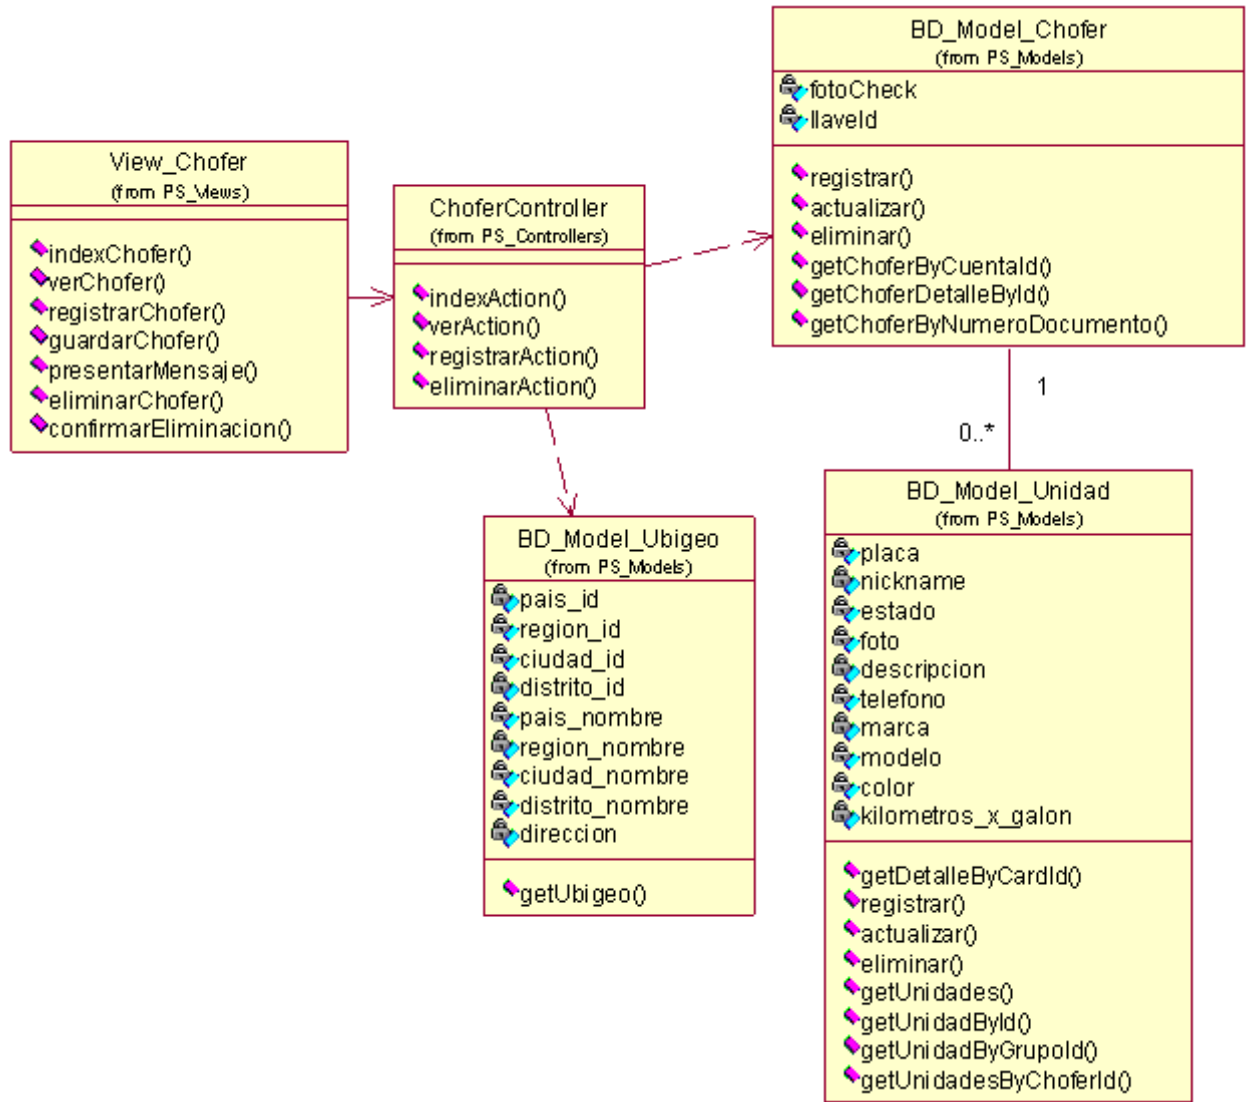 View_Chofer
(from PS_Views)
indexChofer()
verChofer()
registrarChofer()
guardarChofer()
presentarMensaje()
eliminarChofer()
confirmarEliminacion()
ChoferController
(from PS_Controllers)
indexAction()
verAction()
registrarAction()
eliminarAction()
BD_Model_Chofer
(from PS_Models)
fotoCheck
llaveId
registrar()
actualizar()
eliminar()
getChoferByCuentaId()
getChoferDetalleById()
getChoferByNumeroDocumento()
1
0..*
BD_Model_Ubigeo
(from PS_Models)
pais_id
region_id
ciudad_id
distrito_id
pais_nombre
region_nombre
ciudad_nombre
distrito_nombre
direccion
getUbigeo()
BD_Model_Unidad
(from PS_Models)
placa
nickname
estado
foto
descripcion
telefono
marca
modelo
color
kilometros_x_galon
getDetalleByCardId()
registrar()
actualizar()
eliminar()
getUnidades()
getUnidadById()
getUnidadByGrupoId()
getUnidadesByChoferId()